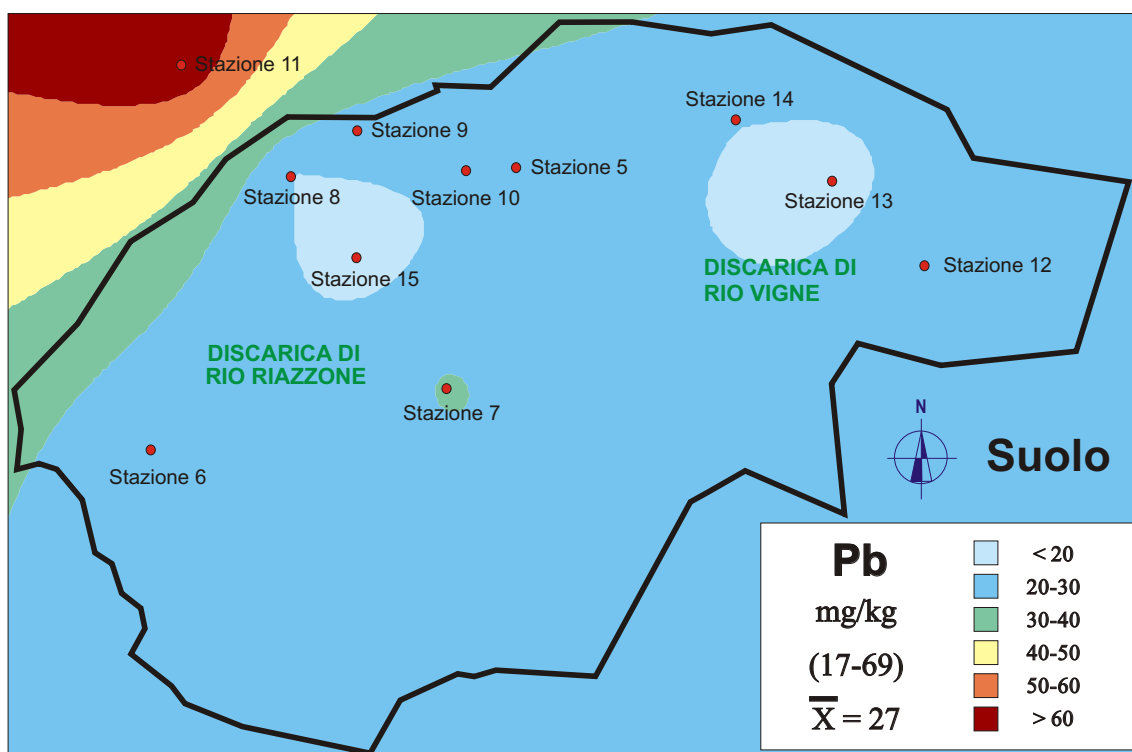 Stazione 11
Stazione 14
Stazione 9
Stazione 5
Stazione 8
Stazione 10
Stazione 13
Stazione 15
DISCARICA DI
RIO VIGNE
Stazione 12
DISCARICA DI
RIO RIAZZONE
Stazione 7
N
Suolo
Stazione 6
Pb
mg/kg
(17-69)
X̅ = 27
< 20
20-30
30-40
40-50
50-60
> 60